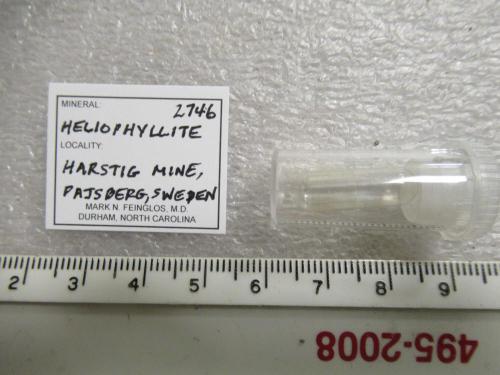 MINERAL: 2746
HELIOPHYLLITE
LOCALITY:
HARSTIG MINE,
PAJSBERG, SWEDEN
MARK N. FEINGLOS, M.D.
DURHAM, NORTH CAROLINA
2 3 4 5 6 7 8 9
495-2008